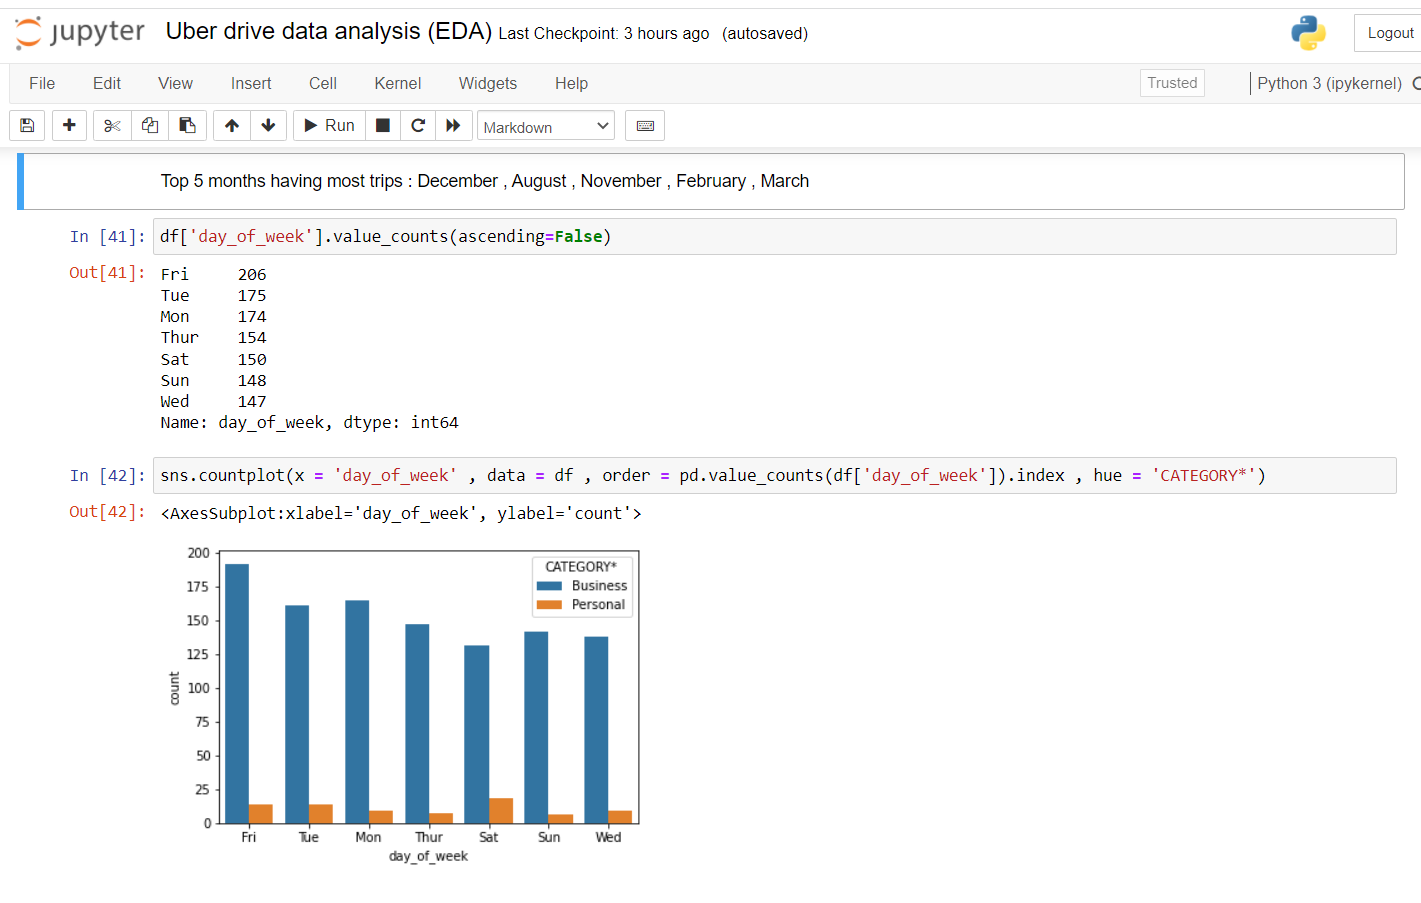 jupyter Uber drive data analysis (EDA) Last Checkpoint: 3 hours ago (autosaved) Logout
File Edit View Insert Cell Kernel Widgets Help Trusted Python 3 (ipykernel)
Run Markdown
Top 5 months having most trips : December , August , November , February , March
In [41]: df['day_of_week'].value_counts(ascending=False)
Out[41]: Fri 206
Tue 175
Mon 174
Thur 154
Sat 150
Sun 148
Wed 147
Name: day_of_week, dtype: int64
In [42]: sns.countplot(x = 'day_of_week' , data = df , order = pd.value_counts(df['day_of_week']).index , hue = 'CATEGORY*')
Out[42]: <AxesSubplot:xlabel='day_of_week', ylabel='count'>
CATEGORY*
Business
Personal
200
175
150
125
100
75
50
25
0
count
Fri Tue Mon Thur Sat Sun Wed
day_of_week